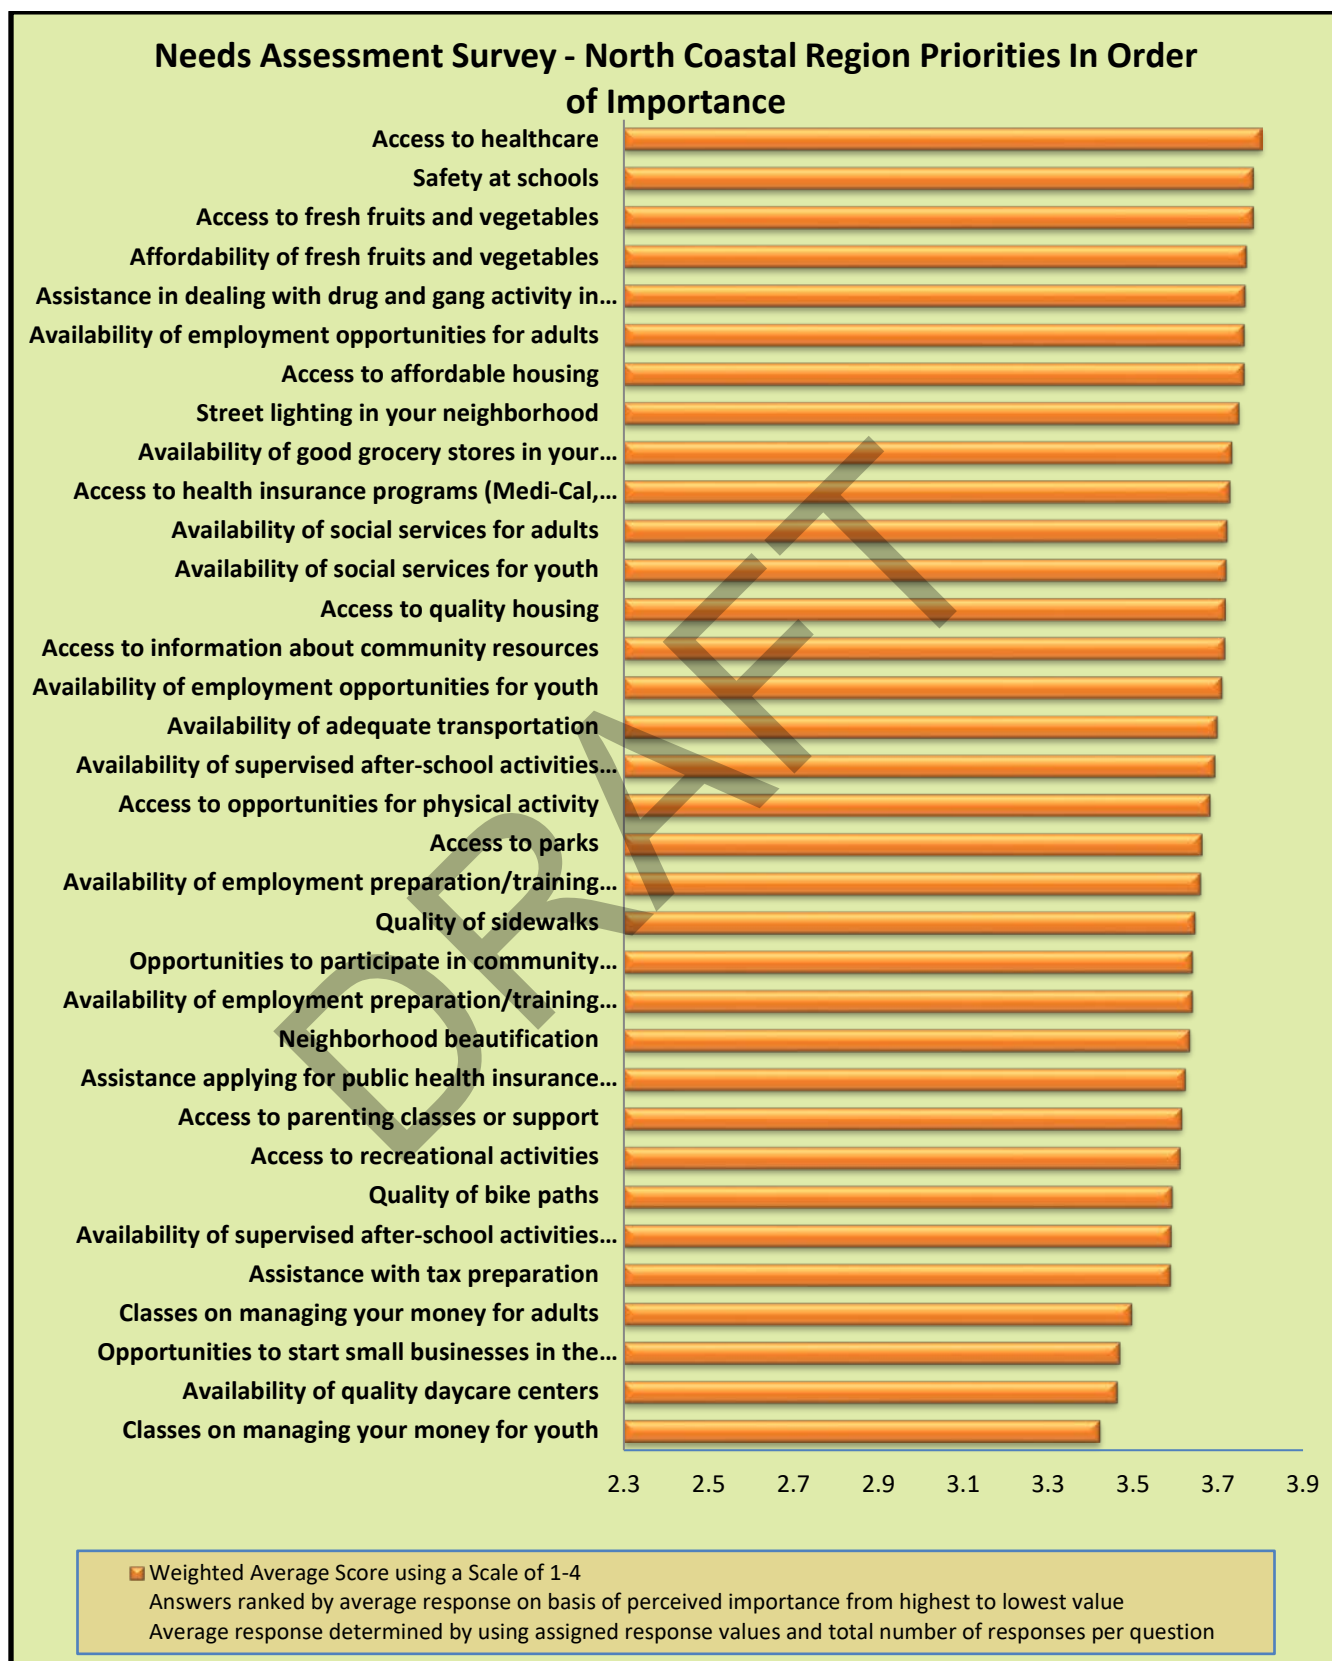 Needs Assessment Survey - North Coastal Region Priorities In Order
of Importance
Access to healthcare
Safety at schools
Access to fresh fruits and vegetables
Affordability of fresh fruits and vegetables
Assistance in dealing with drug and gang activity in…
Availability of employment opportunities for adults
Access to affordable housing
Street lighting in your neighborhood
Availability of good grocery stores in your…
Access to health insurance programs (Medi-Cal,…
Availability of social services for adults
Availability of social services for youth
Access to quality housing
Access to information about community resources
Availability of employment opportunities for youth
Availability of adequate transportation
Availability of supervised after-school activities…
Access to opportunities for physical activity
Access to parks
Availability of employment preparation/training…
Quality of sidewalks
Opportunities to participate in community…
Availability of employment preparation/training…
Neighborhood beautification
Assistance applying for public health insurance…
Access to parenting classes or support
Access to recreational activities
Quality of bike paths
Availability of supervised after-school activities…
Assistance with tax preparation
Classes on managing your money for adults
Opportunities to start small businesses in the…
Availability of quality daycare centers
Classes on managing your money for youth
2.3 2.5 2.7 2.9 3.1 3.3 3.5 3.7 3.9
Weighted Average Score using a Scale of 1-4
Answers ranked by average response on basis of perceived importance from highest to lowest value
Average response determined by using assigned response values and total number of responses per question
DRAFT